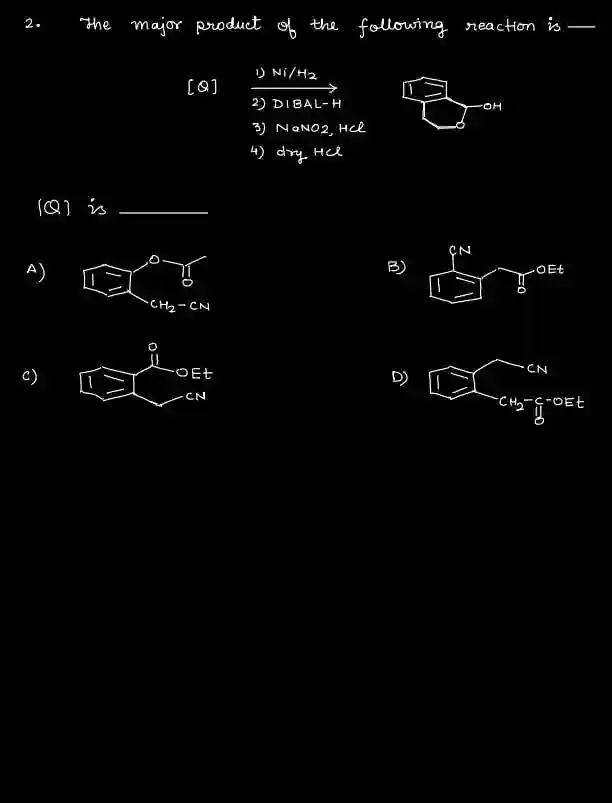 2. The major product of the following reaction is —
[Q]
1) Ni/H2
2) DIBAL-H
3) NaNO2, HCl
4) dry HCl
OH
O
[Q] is
A)
O
O
CH2-CN
B)
CN
OEt
O
C)
O
OEt
CN
D)
CN
CH2-C-OEt
O